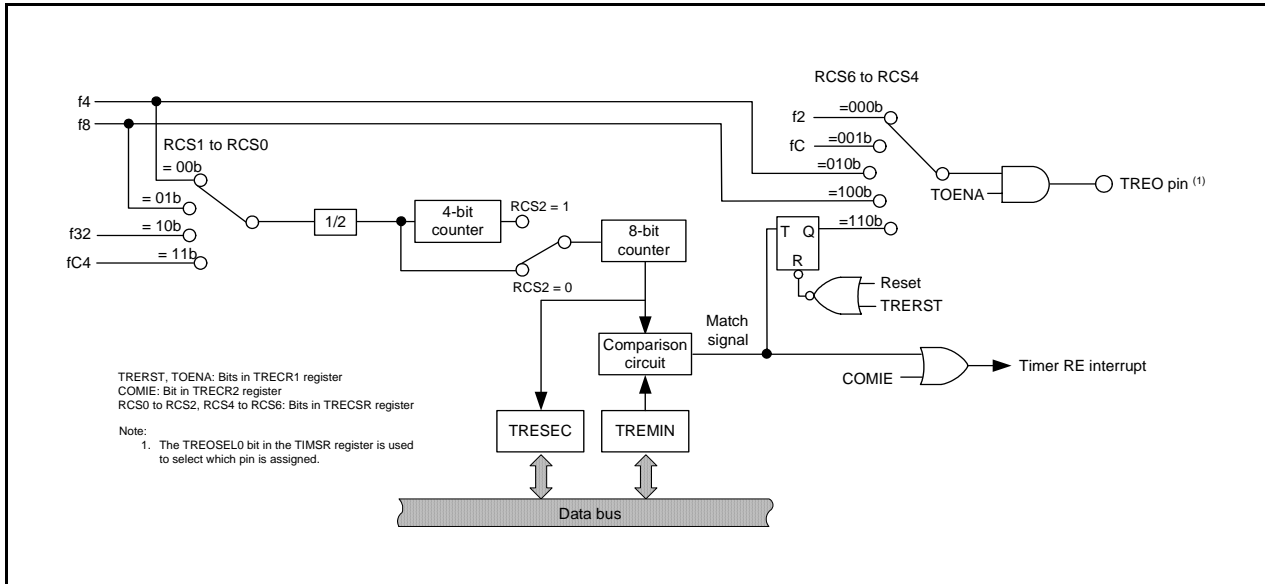 RCS6 to RCS4
f4
f8
f2
=000b
fC
=001b
=010b
=100b
=110b
TOENA
TREO pin (1)
RCS1 to RCS0
= 00b
= 01b
f32
= 10b
fC4
= 11b
1/2
4-bit
counter
RCS2 = 1
RCS2 = 0
8-bit
counter
T Q
R
Reset
TRERST
Match
signal
Comparison
circuit
COMIE
Timer RE interrupt
TRERST, TOENA: Bits in TRECR1 register
COMIE: Bit in TRECR2 register
RCS0 to RCS2, RCS4 to RCS6: Bits in TRECSR register
Note:
1. The TREOSEL0 bit in the TIMSR register is used
to select which pin is assigned.
TRESEC
TREMIN
Data bus